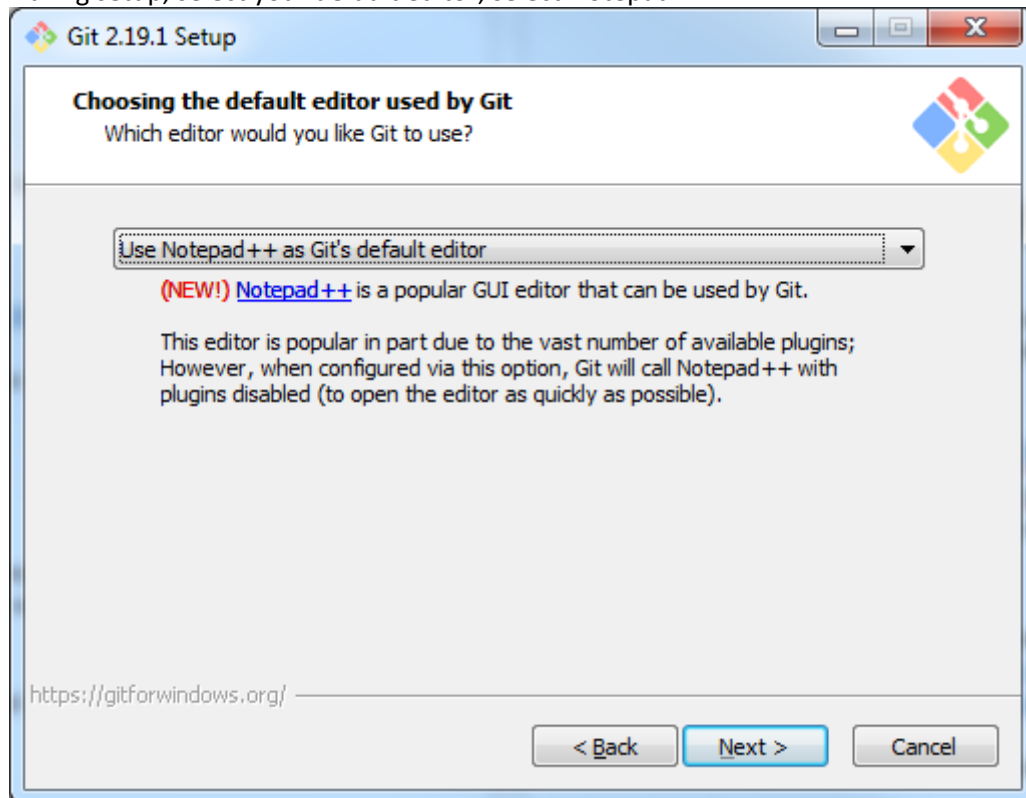 Git 2.19.1 Setup
Choosing the default editor used by Git
Which editor would you like Git to use?
Use Notepad++ as Git's default editor
(NEW!) Notepad++ is a popular GUI editor that can be used by Git.
This editor is popular in part due to the vast number of available plugins;
However, when configured via this option, Git will call Notepad++ with
plugins disabled (to open the editor as quickly as possible).
https://gitforwindows.org/
< Back
Next >
Cancel